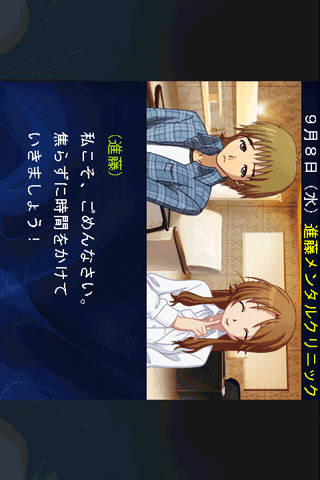 9月8日(水)進藤メンタルクリニック
(進藤)
私こそ、ごめんなさい。
焦らずに時間をかけて
いきましょう!